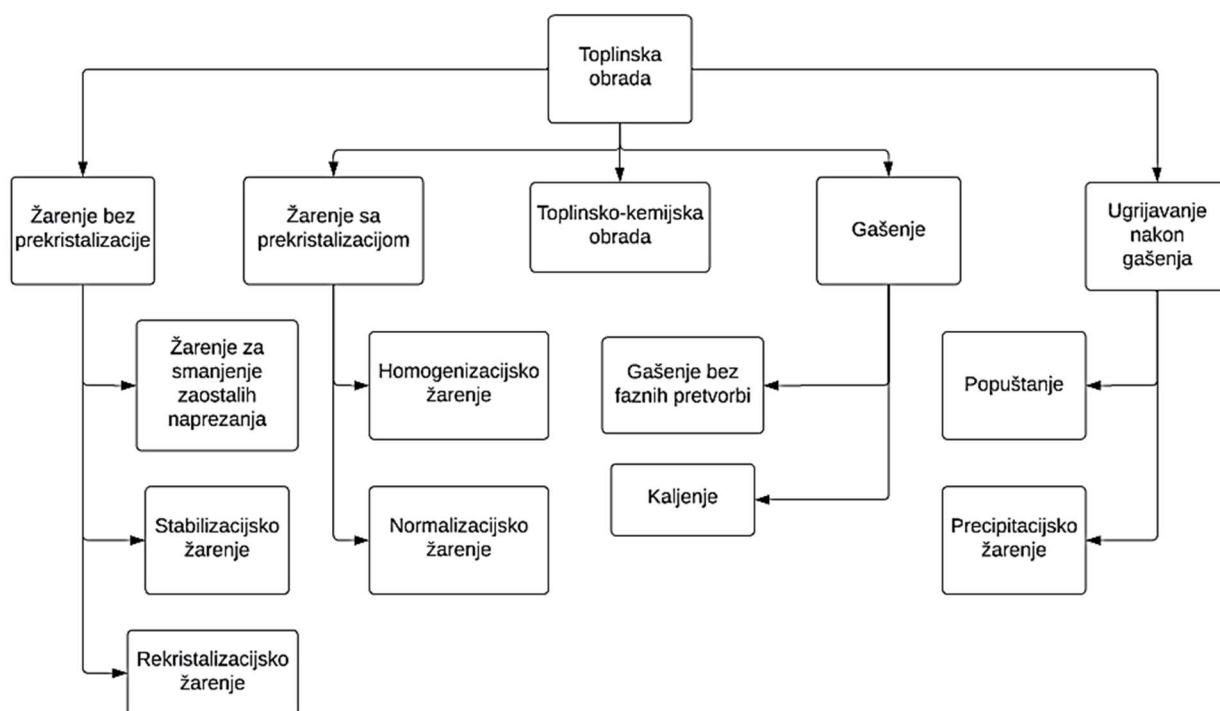 Toplinska
obrada
Žarenje bez
prekristalizacije
Žarenje sa
prekristalizacijom
Toplinsko-kemijska
obrada
Gašenje
Ugrijavanje
nakon
gašenja
Žarenje za
smanjenje
zaostalih
naprezanja
Homogenizacijsko
žarenje
Gašenje bez
faznih pretvorbi
Popuštanje
Kaljenje
Stabilizacijsko
žarenje
Normalizacijsko
žarenje
Precipitacijsko
žarenje
Rekristalizacijsko
žarenje